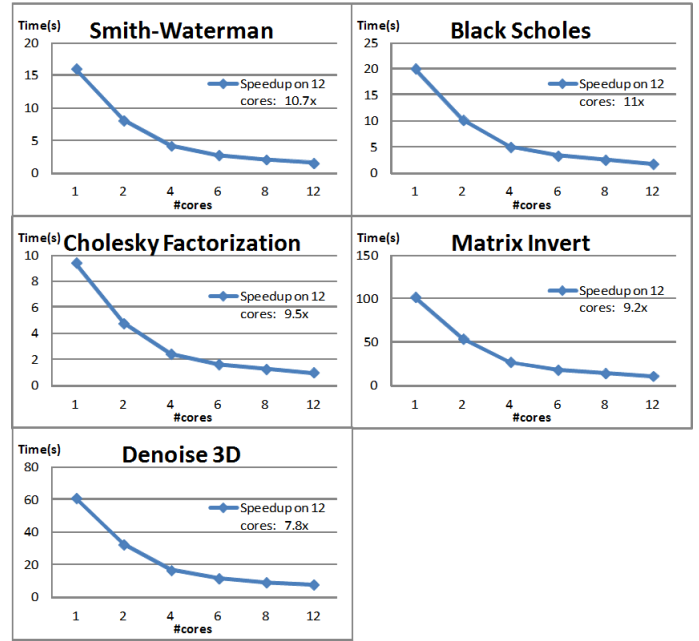 Time(s) Smith-Waterman
20
15
10
5
0
Speedup on 12
cores: 10.7x
1 2 4 6 8 12
#cores
Time(s) Black Scholes
25
20
15
10
5
0
Speedup on 12
cores: 11x
1 2 4 6 8 12
#cores
Time(s) Cholesky Factorization
10
8
6
4
2
0
Speedup on 12
cores: 9.5x
1 2 4 6 8 12
#cores
Time(s) Matrix Invert
150
100
50
0
Speedup on 12
cores: 9.2x
1 2 4 6 8 12
#cores
Time(s) Denoise 3D
80
60
40
20
0
Speedup on 12
cores: 7.8x
1 2 4 6 8 12
#cores